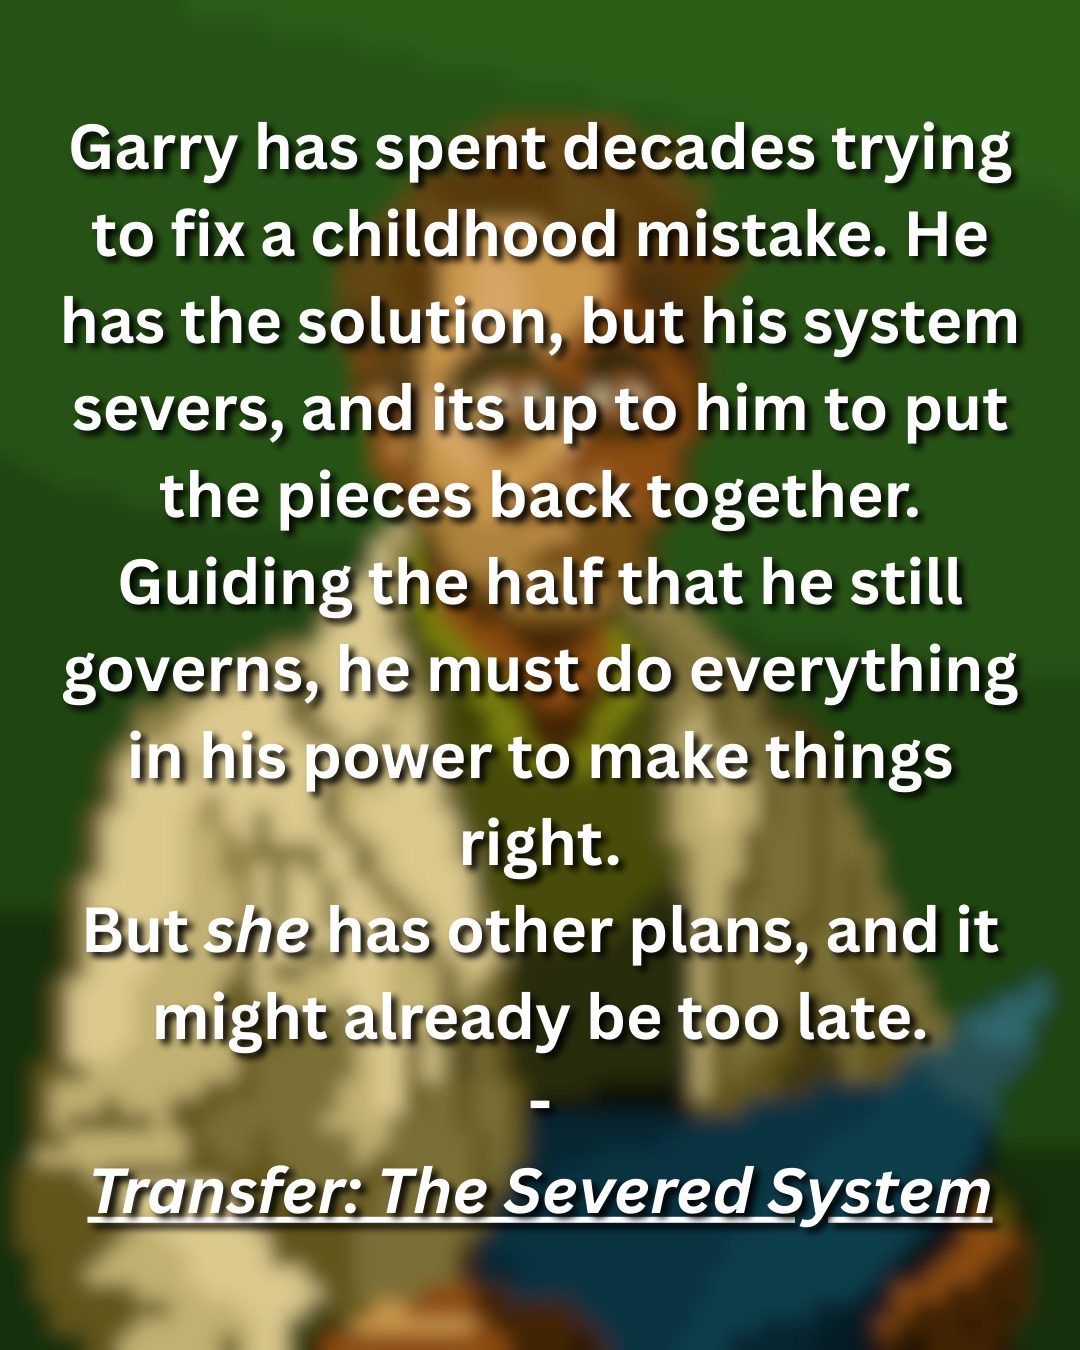 Garry has spent decades trying
to fix a childhood mistake. He
has the solution, but his system
severs, and its up to him to put
the pieces back together.
Guiding the half that he still
governs, he must do everything
in his power to make things
right.
But she has other plans, and it
might already be too late.
-
Transfer: The Severed System